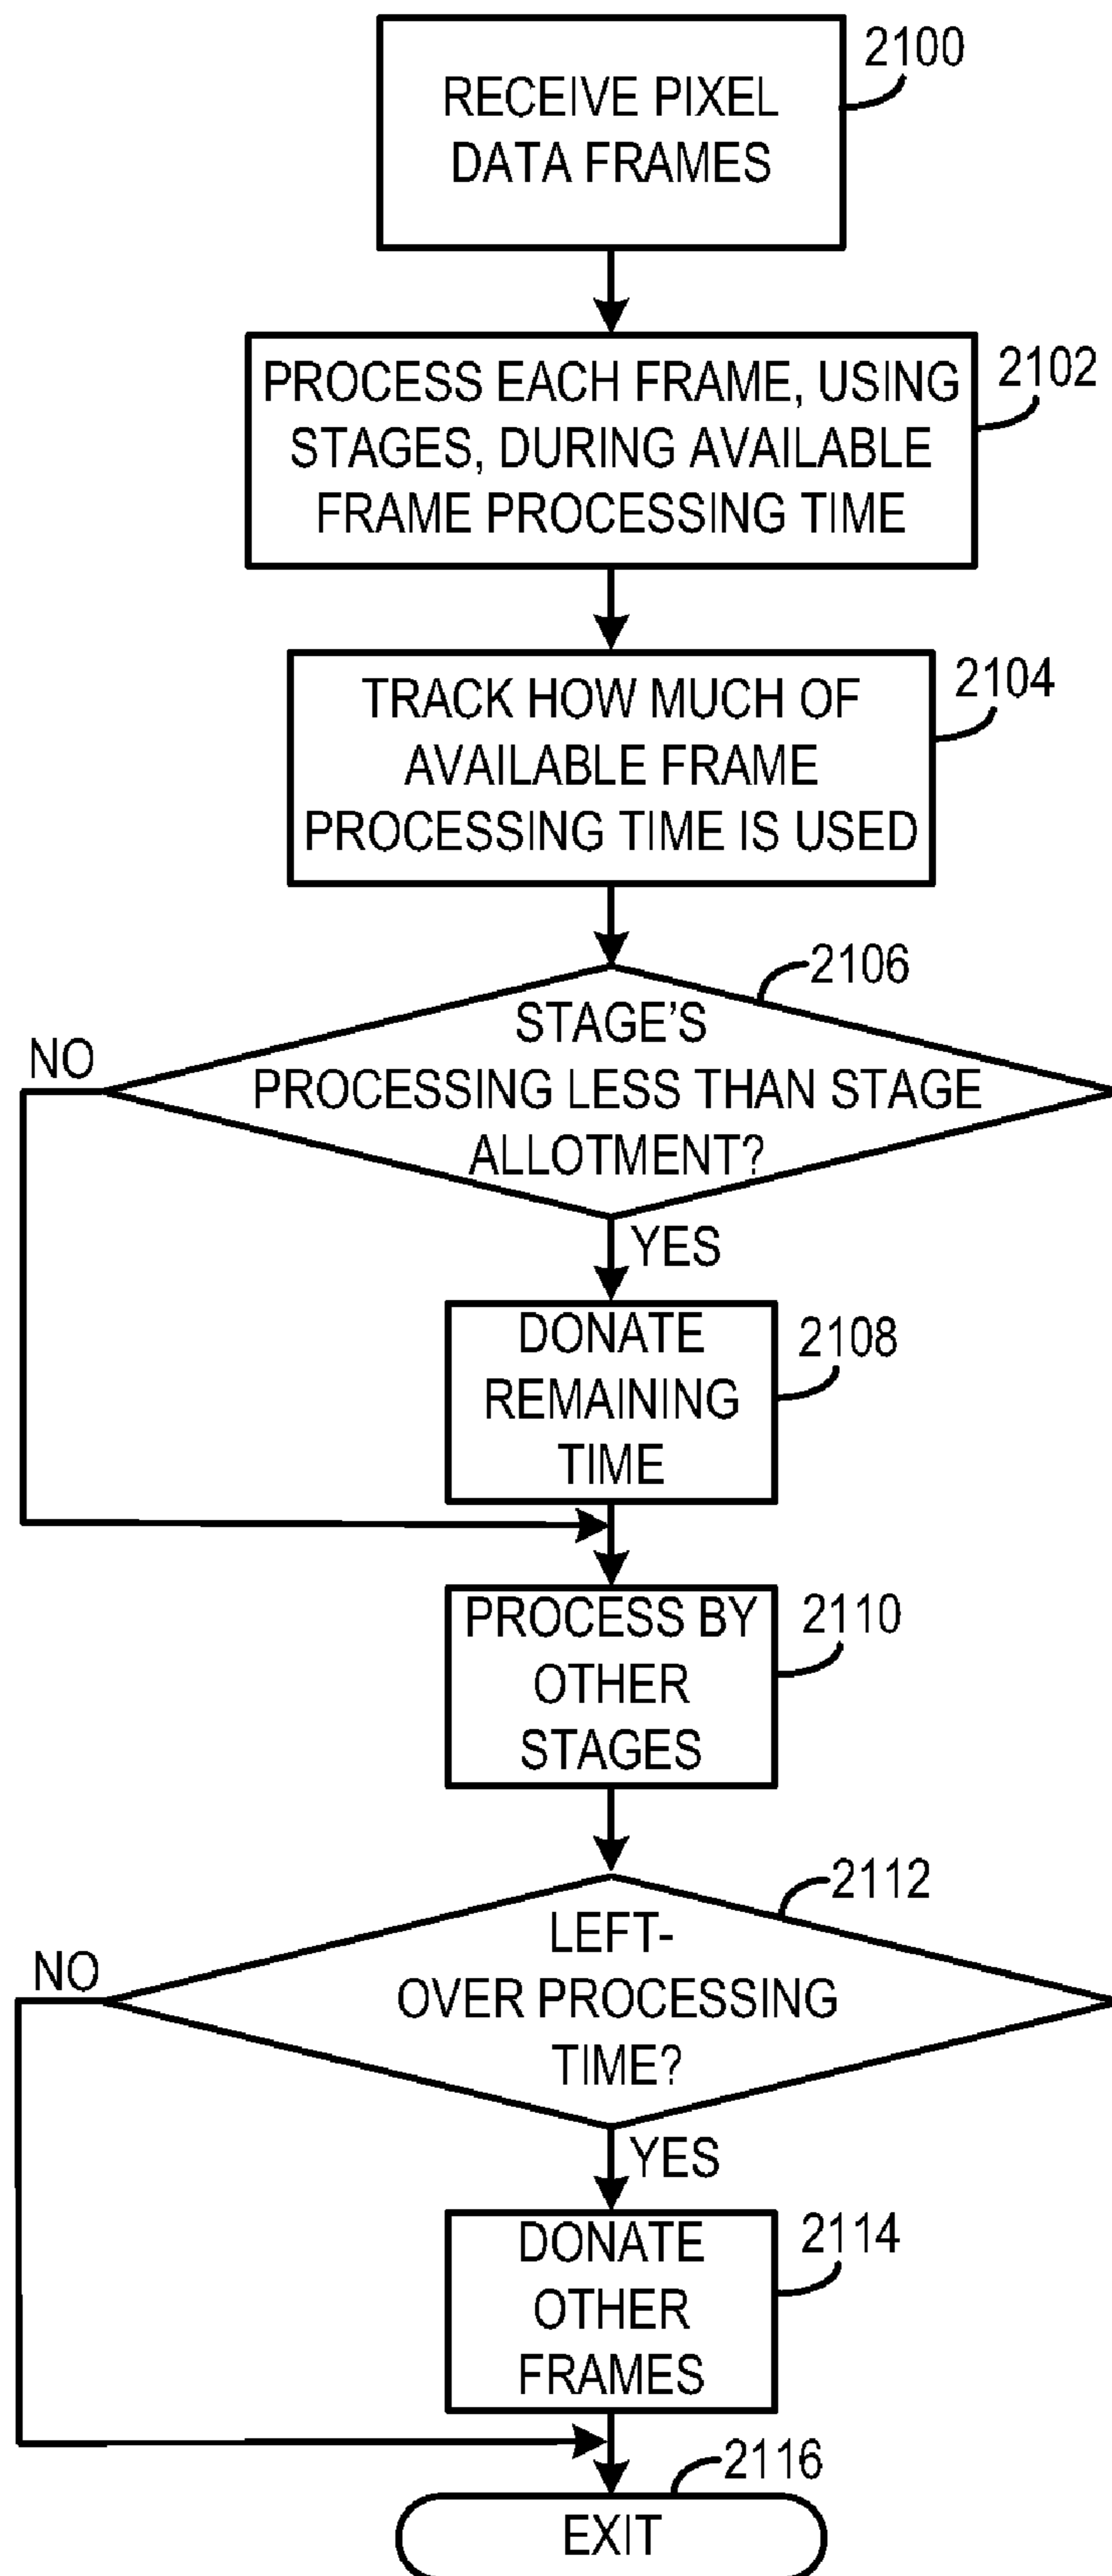 2100
RECEIVE PIXEL
DATA FRAMES
2102
PROCESS EACH FRAME, USING
STAGES, DURING AVAILABLE
FRAME PROCESSING TIME
2104
TRACK HOW MUCH OF
AVAILABLE FRAME
PROCESSING TIME IS USED
2106
STAGE'S
NO
PROCESSING LESS THAN STAGE
ALLOTMENT?
YES
DONATE
2108
REMAINING
TIME
PROCESS BY
2110
OTHER
STAGES
2112
LEFT-
NO
OVER PROCESSING
TIME?
YES
DONATE
2114
OTHER
FRAMES
2116
EXIT